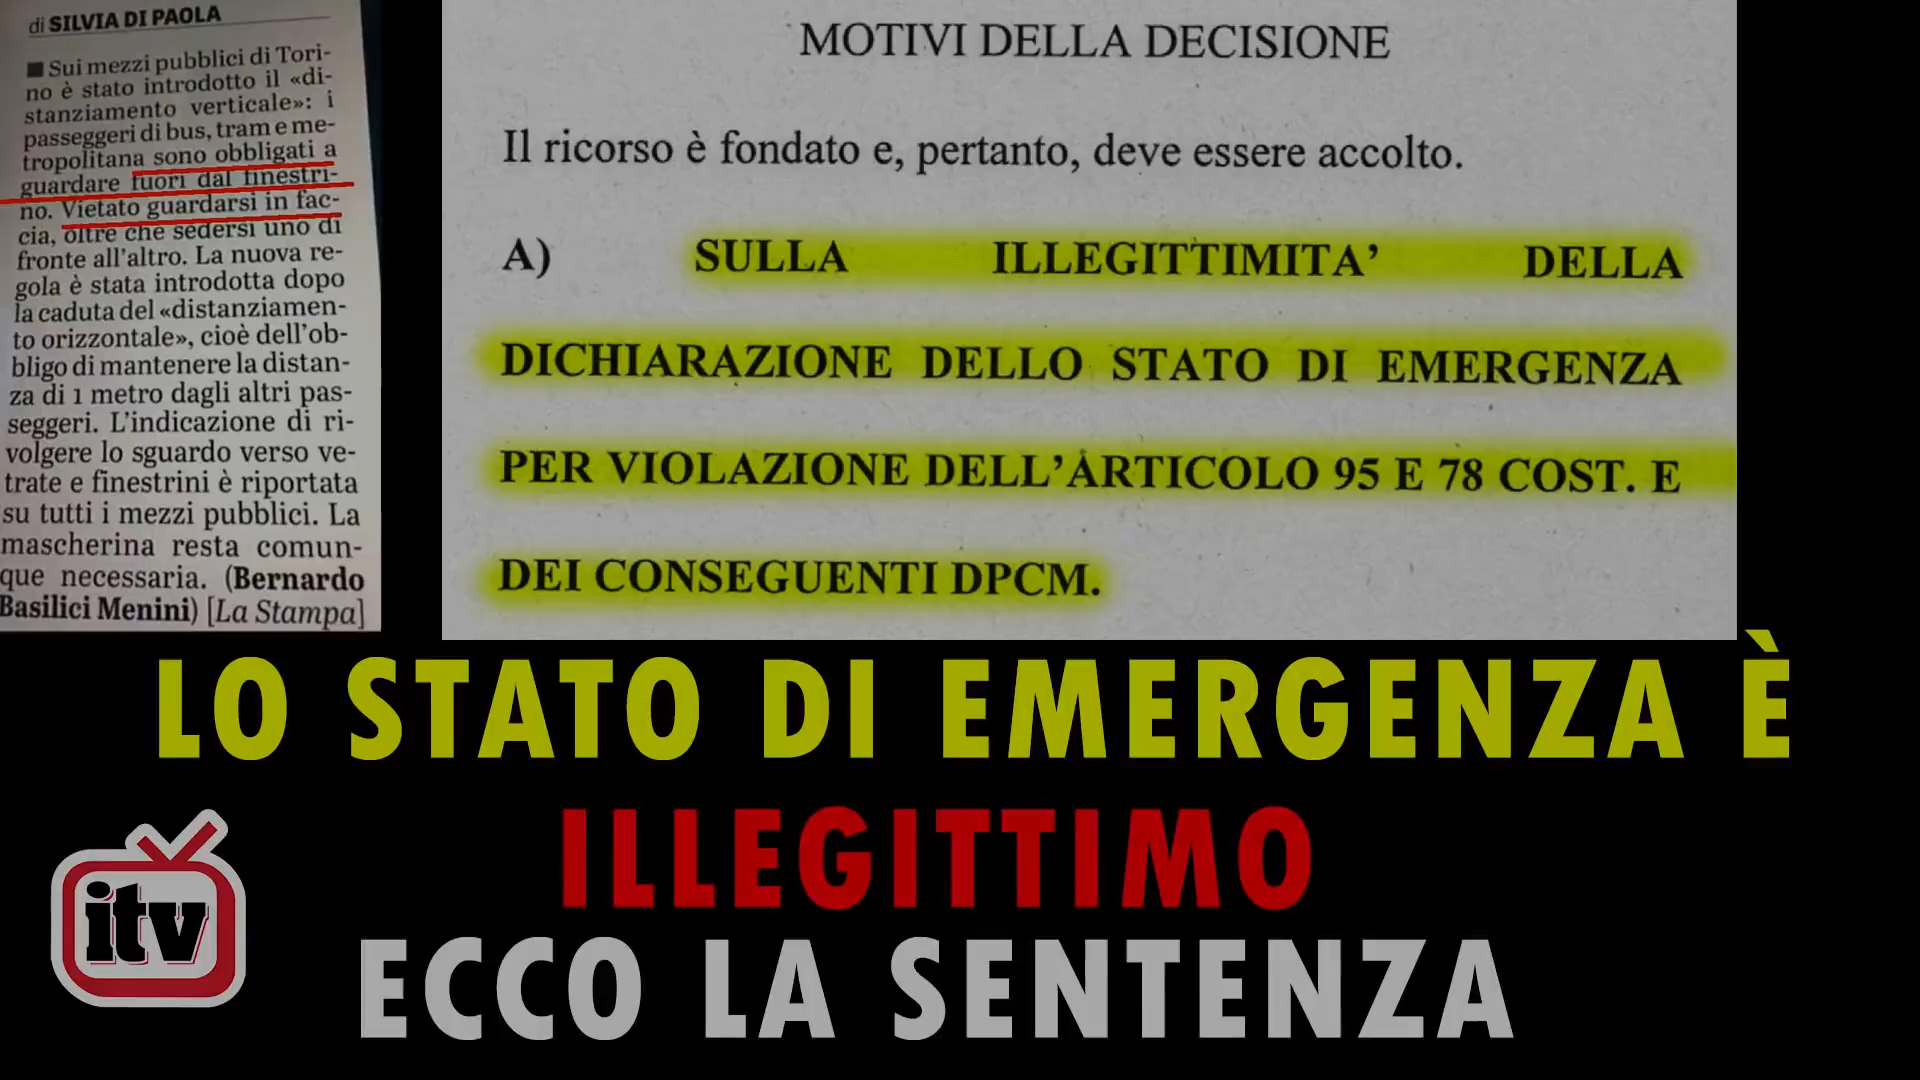 di SILVIA DI PAOLA
■ Sui mezzi pubblici di Tori-
no è stato introdotto il «di-
stanziamento verticale»: i
passeggeri di bus, tram e me-
tropolitana sono obbligati a
guardare fuori dal finestri-
no. Vietato guardarsi in fac-
cia, oltre che sedersi uno di
fronte all'altro. La nuova re-
gola è stata introdotta dopo
la caduta del «distanziamen-
to orizzontale», cioè dell'ob-
bligo di mantenere la distan-
za di 1 metro dagli altri pas-
seggeri. L'indicazione di ri-
volgere lo sguardo verso ve-
trate e finestrini è riportata
su tutti i mezzi pubblici. La
mascherina resta comun-
que necessaria. (Bernardo
Basilici Menini) [La Stampa]
MOTIVI DELLA DECISIONE
Il ricorso è fondato e, pertanto, deve essere accolto.
A) SULLA ILLEGITTIMITA' DELLA
DICHIARAZIONE DELLO STATO DI EMERGENZA
PER VIOLAZIONE DELL'ARTICOLO 95 E 78 COST. E
DEI CONSEGUENTI DPCM.
LO STATO DI EMERGENZA È
ILLEGITTIMO
ECCO LA SENTENZA
itv